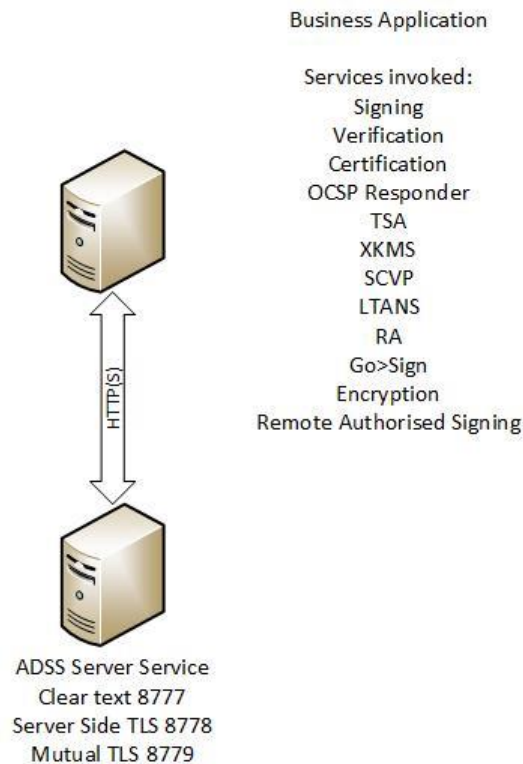 Business Application
Services invoked:
Signing
Verification
Certification
OCSP Responder
TSA
XKMS
SCVP
LTANS
RA
Go>Sign
Encryption
Remote Authorised Signing
HTTP(S)
ADSS Server Service
Clear text 8777
Server Side TLS 8778
Mutual TLS 8779